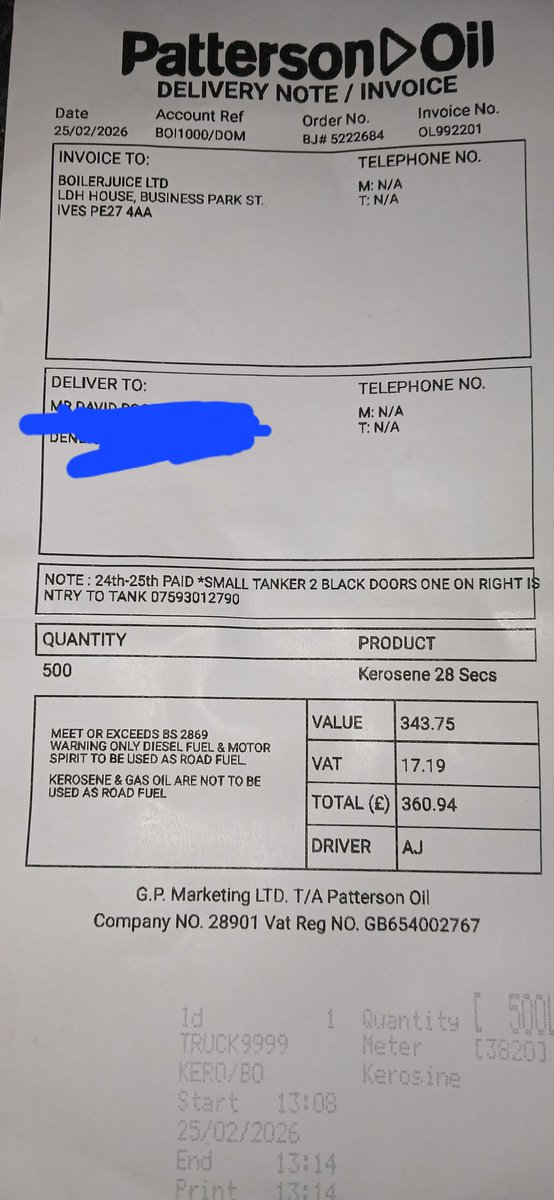 Patterson Oil
DELIVERY NOTE / INVOICE
Date Account Ref Order No. Invoice No.
25/02/2026 BOI1000/DOM BJ# 5222684 OL992201
INVOICE TO: TELEPHONE NO.
BOILERJUICE LTD M: N/A
LDH HOUSE, BUSINESS PARK ST. T: N/A
IVES PE27 4AA
DELIVER TO: TELEPHONE NO.
MR DAVID M: N/A
T: N/A
NOTE : 24th-25th PAID *SMALL TANKER 2 BLACK DOORS ONE ON RIGHT IS
NTRY TO TANK 07593012790
QUANTITY PRODUCT
500 Kerosene 28 Secs
MEET OR EXCEEDS BS 2869
WARNING ONLY DIESEL FUEL & MOTOR
SPIRIT TO BE USED AS ROAD FUEL.
KEROSENE & GAS OIL ARE NOT TO BE
USED AS ROAD FUEL
VALUE 343.75
VAT 17.19
TOTAL (£) 360.94
DRIVER AJ
G.P. Marketing LTD. T/A Patterson Oil
Company NO. 28901 Vat Reg NO. GB654002767
Id 1 Quantity [ 500L
TRUCK9999 Meter [3820]
KERO/BO Kerosine
Start 13:08
25/02/2026
End 13:14
Print 13:14